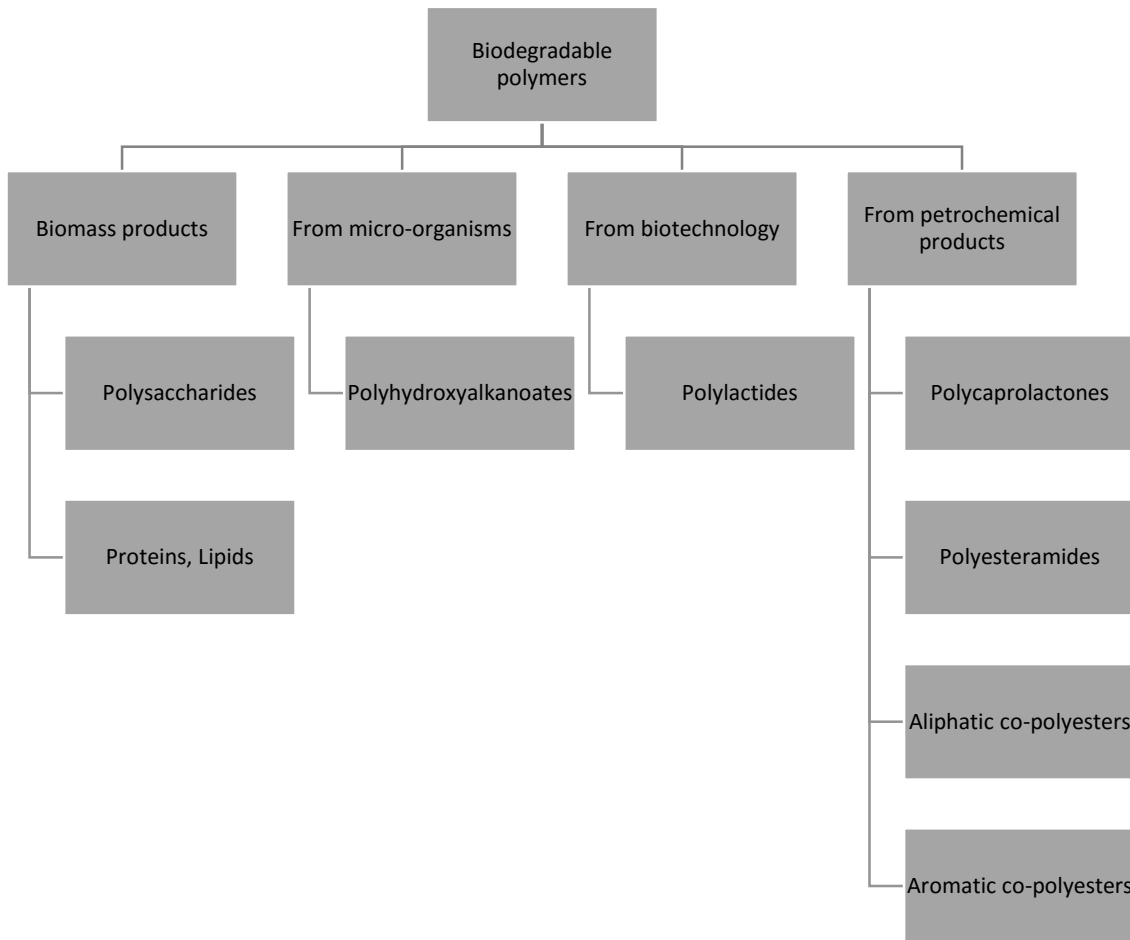 Biodegradable
polymers
Biomass products
From micro-organisms
From biotechnology
From petrochemical
products
Polysaccharides
Polyhydroxyalkanoates
Polylactides
Polycaprolactones
Proteins, Lipids
Polyesteramides
Aliphatic co-polyesters
Aromatic co-polyesters